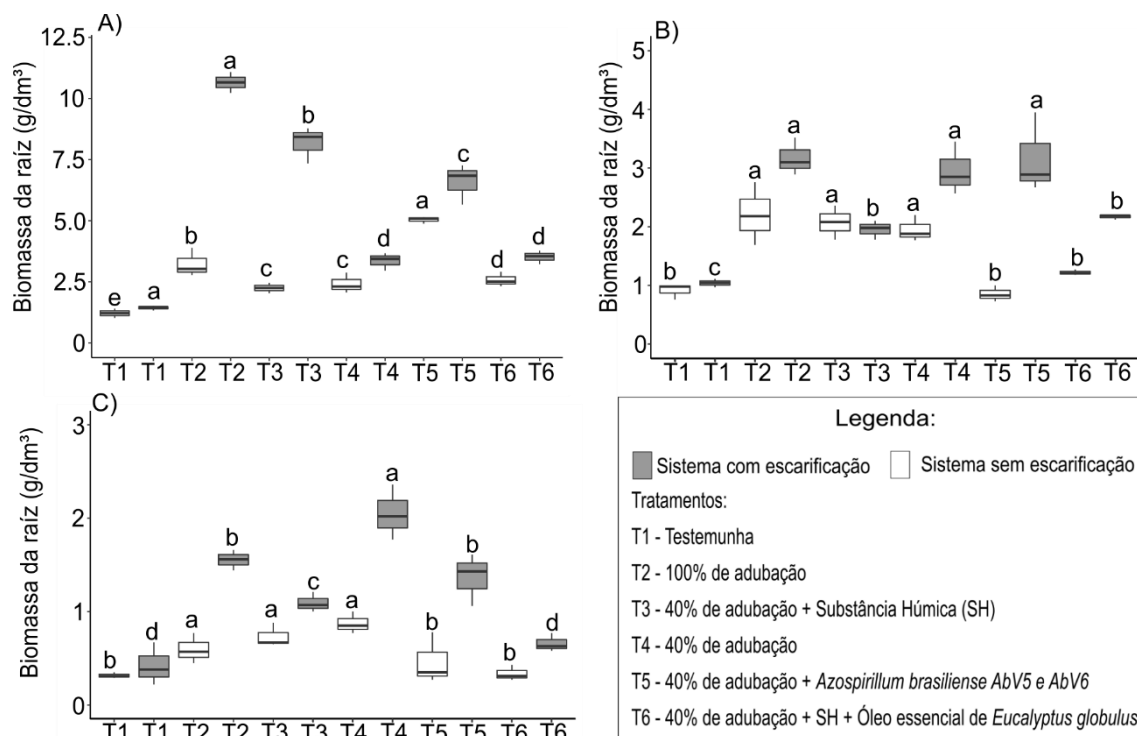 A)
Biomassa da raíz (g/dm³)
12.5
10
7.5
5.0
2.5
0
e a b a c b c d a c d d
T1 T1 T2 T2 T3 T3 T4 T4 T5 T5 T6 T6
B)
Biomassa da raíz (g/dm³)
5
4
3
2
1
0
b c a a a b a a b a b b
T1 T1 T2 T2 T3 T3 T4 T4 T5 T5 T6 T6
C)
Biomassa da raíz (g/dm³)
3
2
1
0
b d a b a c a a b b b d
T1 T1 T2 T2 T3 T3 T4 T4 T5 T5 T6 T6
Legenda:
Sistema com escarificação Sistema sem escarificação
Tratamentos:
T1 - Testemunha
T2 - 100% de adubação
T3 - 40% de adubação + Substância Húmica (SH)
T4 - 40% de adubação
T5 - 40% de adubação + Azospirillum brasiliense AbV5 e AbV6
T6 - 40% de adubação + SH + Óleo essencial de Eucalyptus globulus